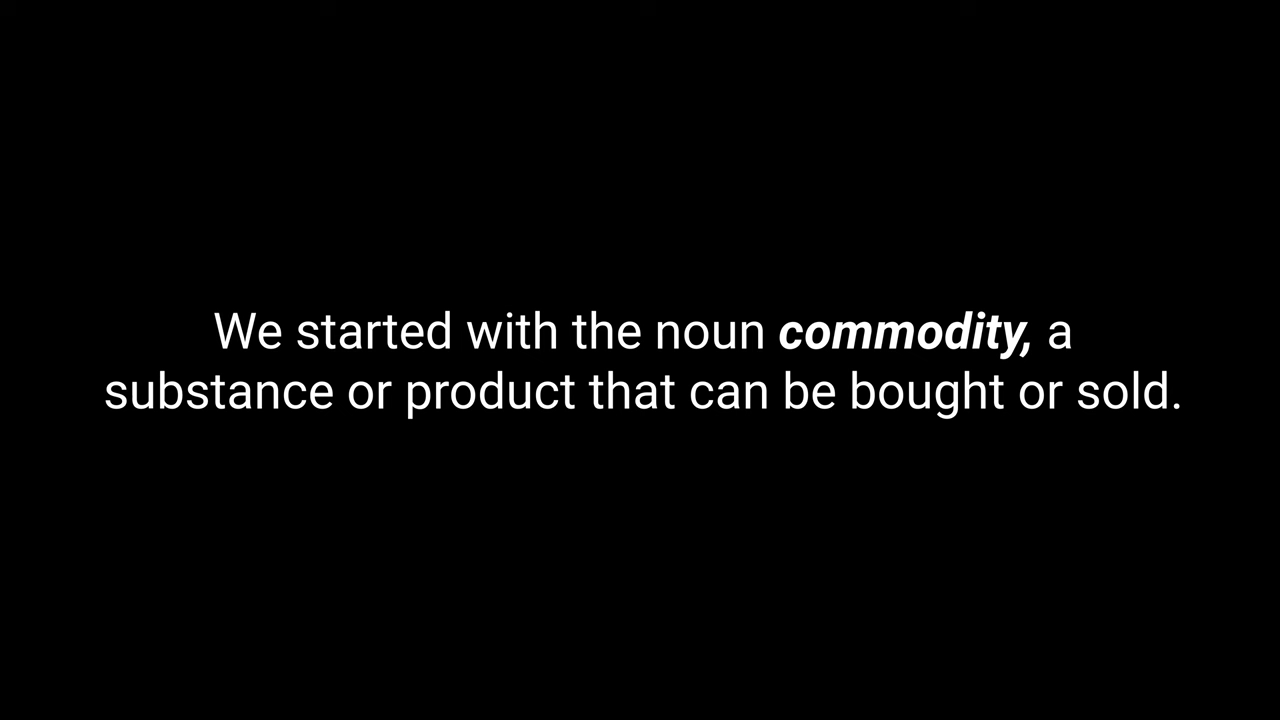 We started with the noun commodity, a
substance or product that can be bought or sold.